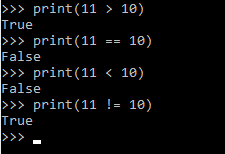 >>> print(11 > 10)
True
>>> print(11 == 10)
False
>>> print(11 < 10)
False
>>> print(11 != 10)
True
>>>